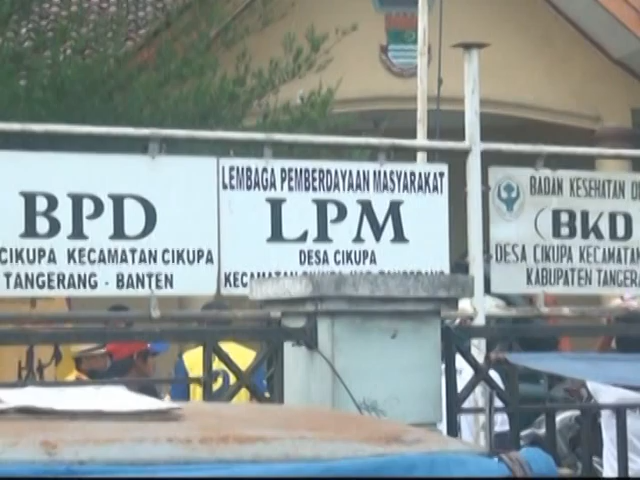 BPD
CIKUPA KECAMATAN CIKUPA
TANGERANG - BANTEN
LEMBAGA PEMBERDAYAAN MASYARAKAT
LPM
DESA CIKUPA
BADAN KESEHATAN
(BKD
DESA CIKUPA KECAMATAN
KABUPATEN